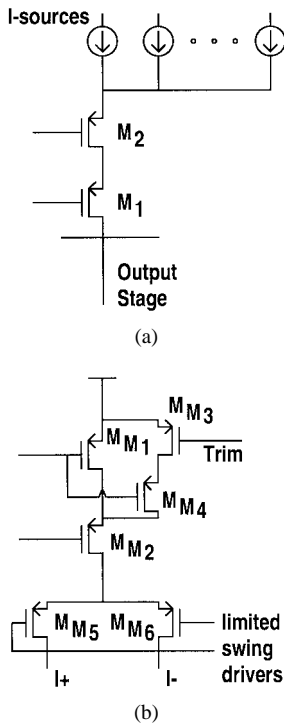 I-sources
M2
M1
Output
Stage
(a)
MM3
MM1
Trim
MM4
MM2
MM5 MM6
limited
swing
drivers
I+ I-
(b)